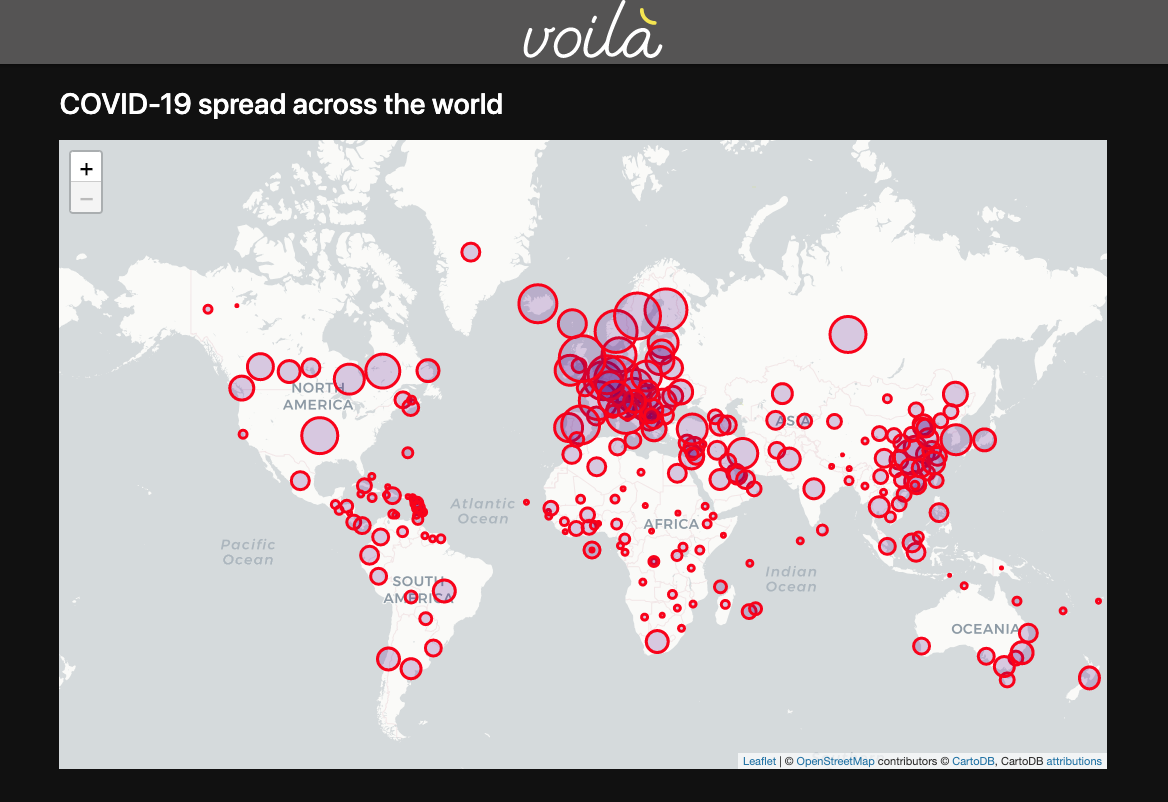 voilà
COVID-19 spread across the world
+
−
NORTH
AMERICA
ASIA
Atlantic
Ocean
AFRICA
Pacific
Ocean
Indian
Ocean
SOUTH
AMERICA
OCEANIA
Leaflet | © OpenStreetMap contributors © CartoDB, CartoDB attributions